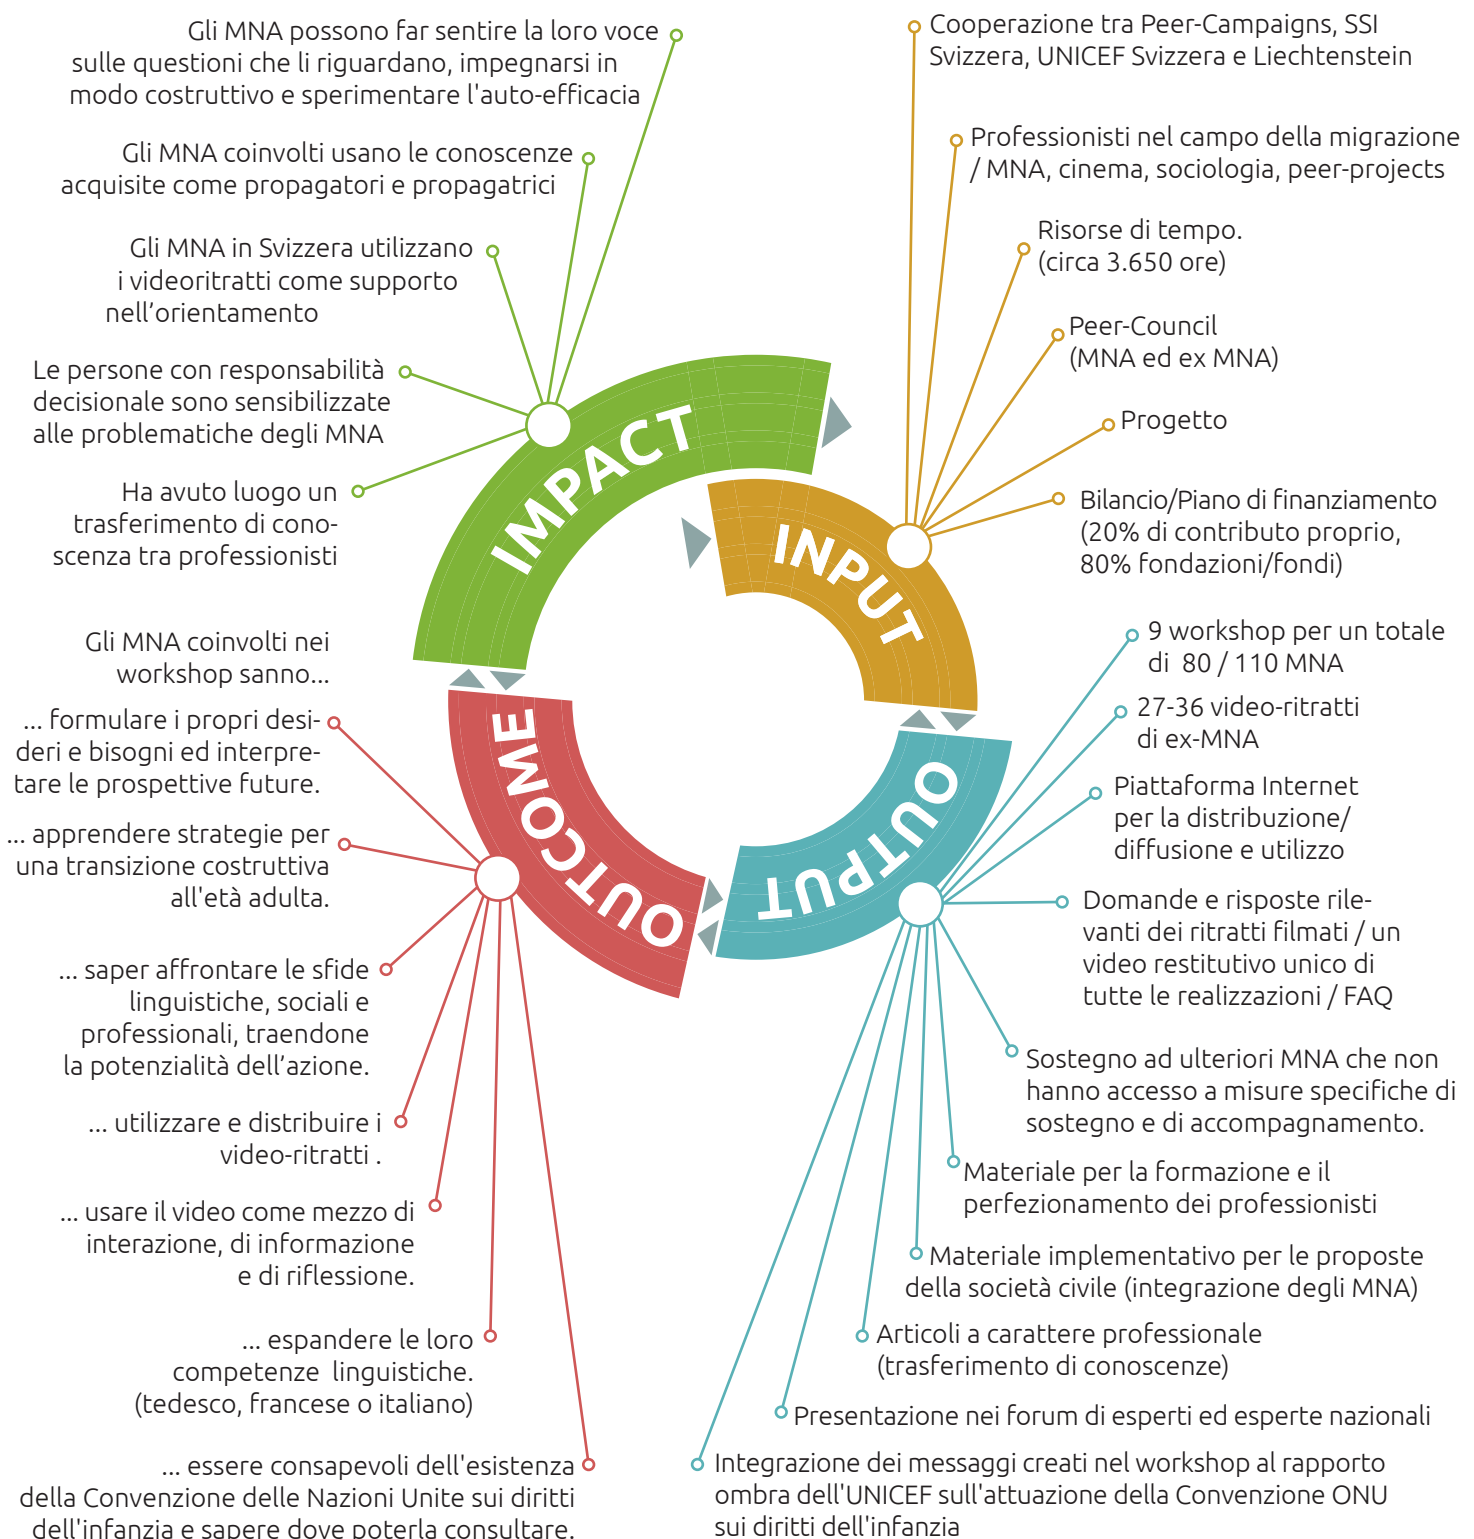 Gli MNA possono far sentire la loro voce
sulle questioni che li riguardano, impegnarsi in
modo costruttivo e sperimentare l'auto-efficacia
Gli MNA coinvolti usano le conoscenze
acquisite come propagatori e propagatrici
Gli MNA in Svizzera utilizzano
i videoritratti come supporto
nell’orientamento
Le persone con responsabilità
decisionale sono sensibilizzate
alle problematiche degli MNA
Ha avuto luogo un
trasferimento di cono-
scenza tra professionisti
IMPACT
Cooperazione tra Peer-Campaigns, SSI
Svizzera, UNICEF Svizzera e Liechtenstein
Professionisti nel campo della migrazione
/ MNA, cinema, sociologia, peer-projects
Risorse di tempo.
(circa 3.650 ore)
Peer-Council
(MNA ed ex MNA)
Progetto
Bilancio/Piano di finanziamento
(20% di contributo proprio,
80% fondazioni/fondi)
INPUT
9 workshop per un totale
di  80 / 110 MNA
27-36 video-ritratti
di ex-MNA
Piattaforma Internet
per la distribuzione/
diffusione e utilizzo
Domande e risposte rile-
vanti dei ritratti filmati / un
video restitutivo unico di
tutte le realizzazioni / FAQ
Sostegno ad ulteriori MNA che non
hanno accesso a misure specifiche di
sostegno e di accompagnamento.
Materiale per la formazione e il
perfezionamento dei professionisti
Materiale implementativo per le proposte
della società civile (integrazione degli MNA)
Articoli a carattere professionale
(trasferimento di conoscenze)
Presentazione nei forum di esperti ed esperte nazionali
Integrazione dei messaggi creati nel workshop al rapporto
ombra dell'UNICEF sull'attuazione della Convenzione ONU
sui diritti dell'infanzia
OUTPUT
Gli MNA coinvolti nei
workshop sanno...
... formulare i propri desi-
deri e bisogni ed interpre-
tare le prospettive future.
... apprendere strategie per
una transizione costruttiva
all'età adulta.
... saper affrontare le sfide
linguistiche, sociali e
professionali, traendone
la potenzialità dell’azione.
... utilizzare e distribuire i
video-ritratti .
... usare il video come mezzo di
interazione, di informazione
e di riflessione.
... espandere le loro
competenze  linguistiche.
(tedesco, francese o italiano)
... essere consapevoli dell'esistenza
della Convenzione delle Nazioni Unite sui diritti
dell'infanzia e sapere dove poterla consultare.
OUTCOME